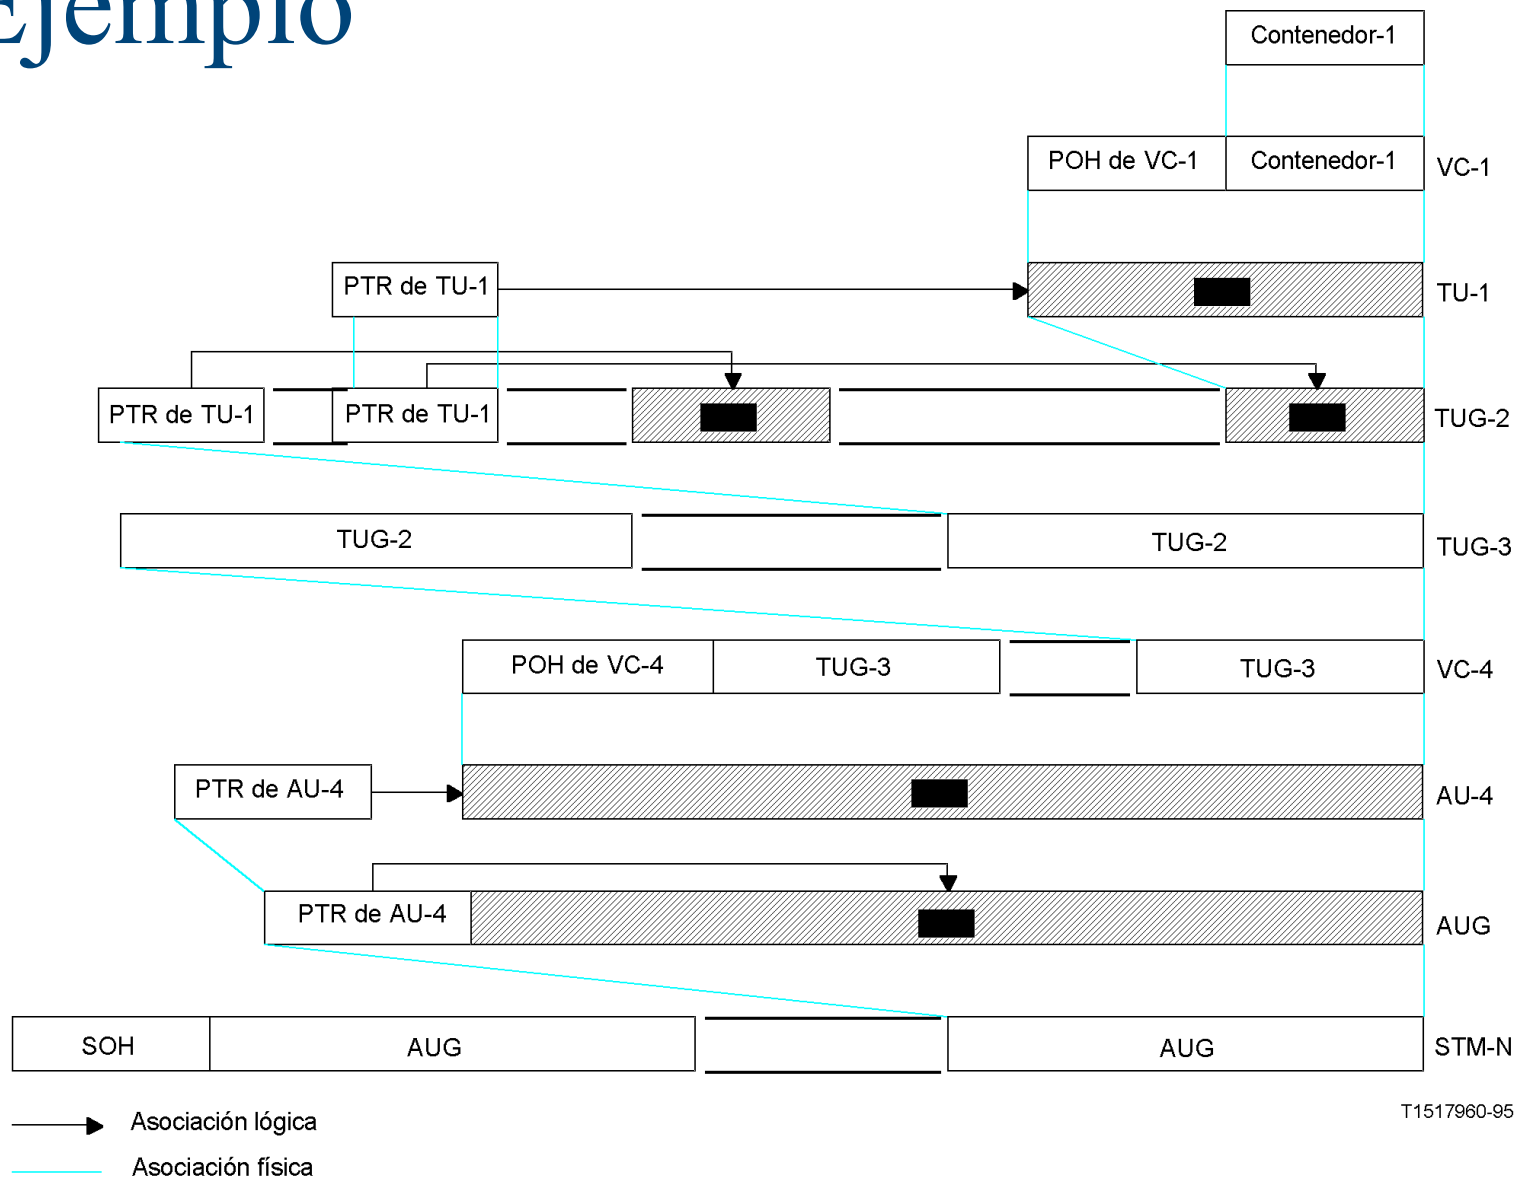 Ejemplo
Contenedor-1
POH de VC-1 Contenedor-1 VC-1
PTR de TU-1 TU-1
PTR de TU-1 PTR de TU-1 TUG-2
TUG-2 TUG-2 TUG-3
POH de VC-4 TUG-3 TUG-3 VC-4
PTR de AU-4 AU-4
PTR de AU-4 AUG
SOH AUG AUG STM-N
T1517960-95
Asociación lógica
Asociación física